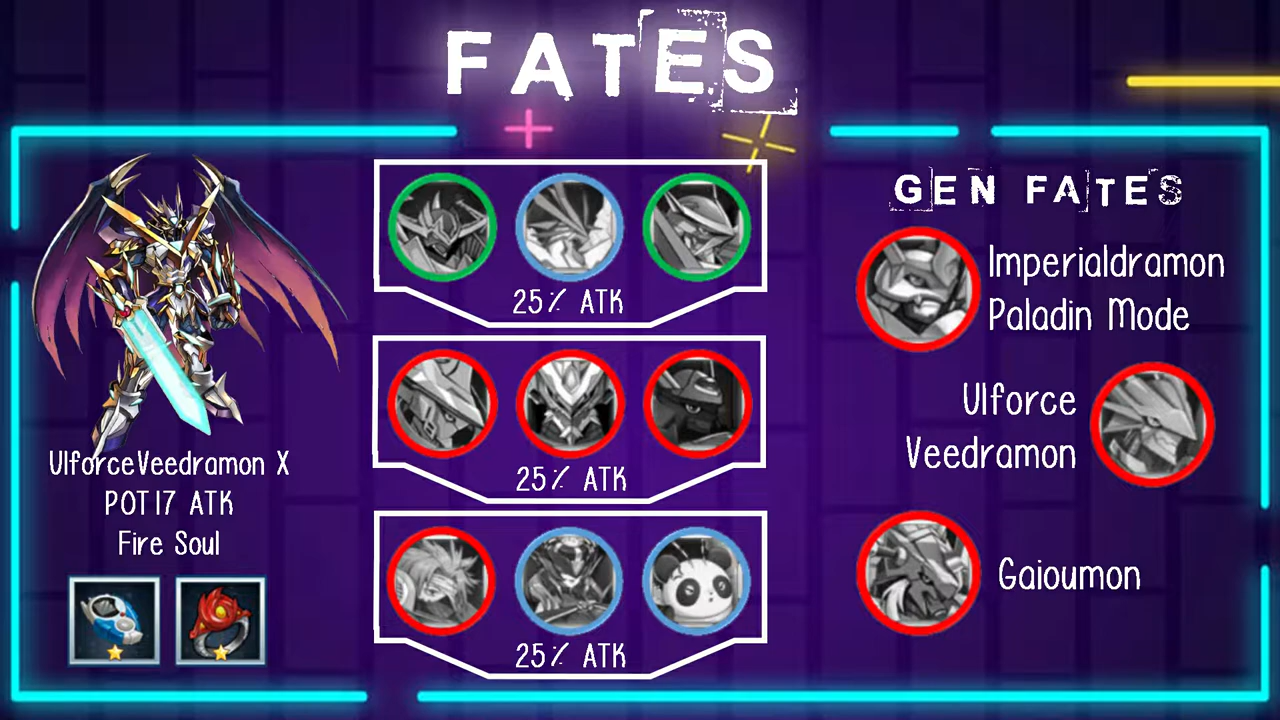 FATES
UlforceVeedramon X
POT17 ATK
Fire Soul
25% ATK
25% ATK
25% ATK
GEN FATES
Imperialdramon
Paladin Mode
Ulforce
Veedramon
Gaioumon